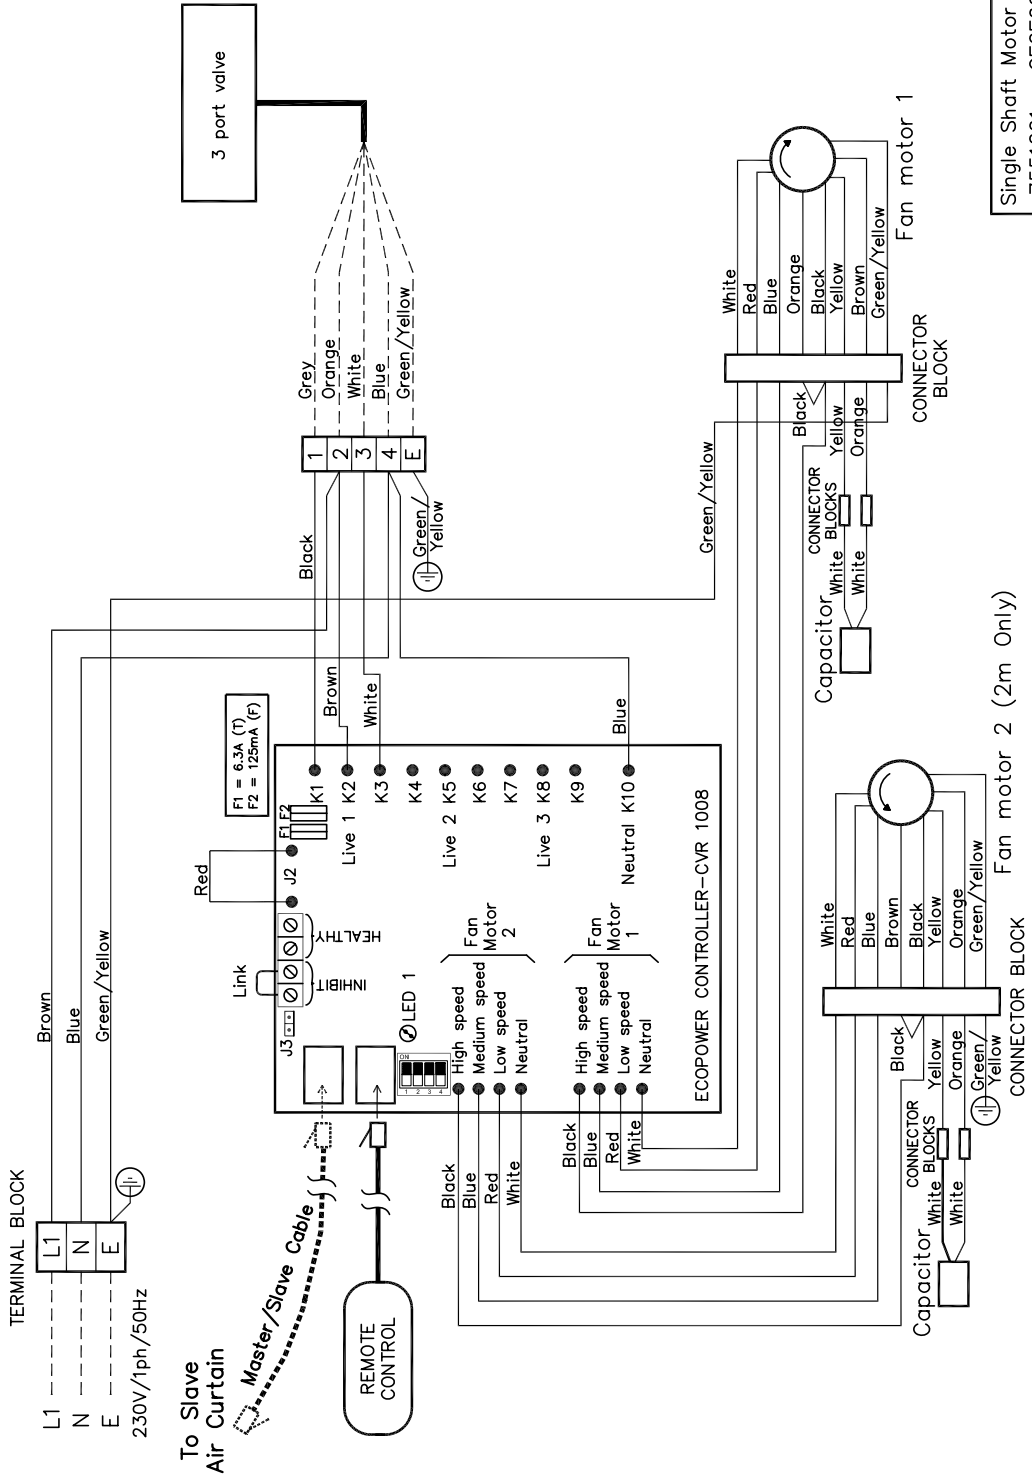 3 port valve
Grey
Orange
White
Blue
Green/Yellow
1
2
3
4
E
Black
Brown
White
Green/
Yellow
Blue
F1 = 6.3A (T)
F2 = 125mA (F)
F1 F2
K1
Live 1 K2
K3
K4
Live 2 K5
K6
K7
Live 3 K8
K9
Neutral K10
Red
J2
HEALTHY
INHIBIT
Link
J3
LED 1
ON
1 2 3 4
High speed
Medium speed
Low speed
Neutral
Fan
Motor
2
High speed
Medium speed
Low speed
Neutral
Fan
Motor
1
ECOPOWER CONTROLLER-CVR 1008
Brown
Blue
Green/Yellow
TERMINAL BLOCK
L1
N
E
L1
N
E
230V/1ph/50Hz
To Slave
Air Curtain
Master/Slave Cable
REMOTE
CONTROL
Black
Blue
Red
White
Black
Blue
Red
White
Green/Yellow
White
Red
Blue
Orange
Black
Yellow
Brown
Green/Yellow
Fan motor 1
CONNECTOR
BLOCK
Black
Yellow
Orange
CONNECTOR
BLOCKS
White
White
Capacitor
White
Red
Blue
Brown
Black
Yellow
Orange
Green/Yellow
Fan motor 2 (2m Only)
CONNECTOR BLOCK
Black
Yellow
Orange
Green/
Yellow
CONNECTOR
BLOCKS
White
White
Capacitor
Single Shaft Motor